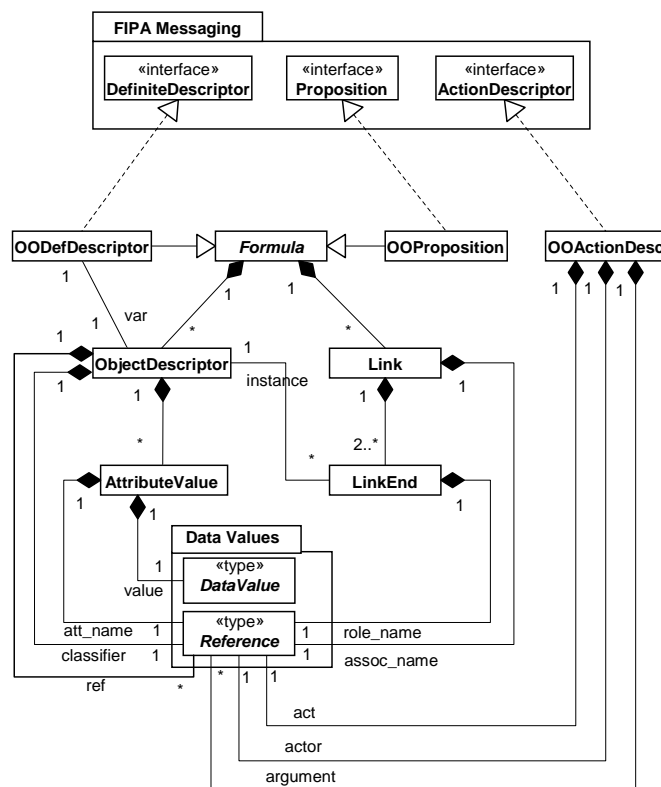 FIPA Messaging
«interface»
DefiniteDescriptor
«interface»
Proposition
«interface»
ActionDescriptor
OODefDescriptor
Formula
OOProposition
OOActionDesc
1
1
1
1
1
1
1
var
*
*
1
ObjectDescriptor
1
1
instance
Link
1
1
1
*
2..*
*
AttributeValue
LinkEnd
1
1
1
Data Values
«type»
DataValue
1
value
«type»
Reference
att_name
1
1
role_name
classifier
1
1
assoc_name
ref
*
*
1
1
act
actor
argument